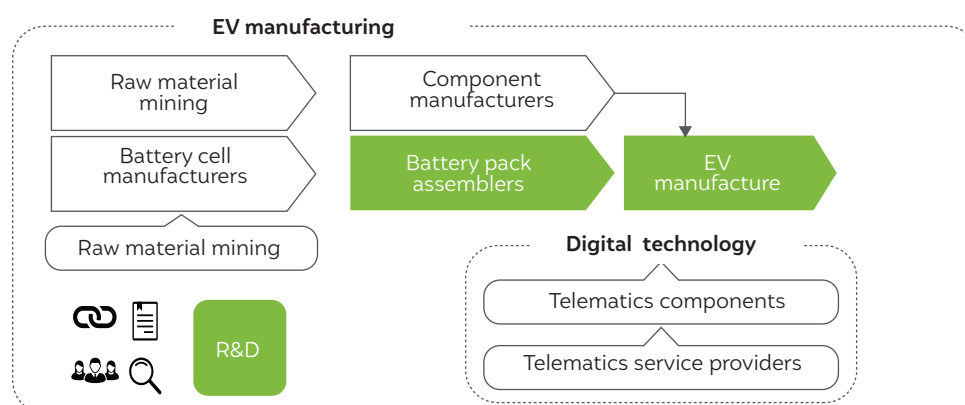 EV manufacturing
Raw material
mining
Component
manufacturers
Battery cell
manufacturers
Battery pack
assemblers
EV
manufacture
Raw material mining
Digital technology
Telematics components
R&D
Telematics service providers